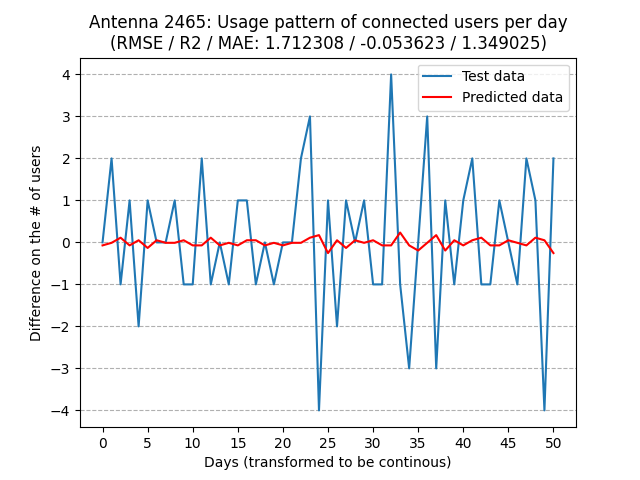 Antenna 2465: Usage pattern of connected users per day
(RMSE / R2 / MAE: 1.712308 / -0.053623 / 1.349025)
Test data
Predicted data
Difference on the # of users
4
3
2
1
0
−1
−2
−3
−4
0 5 10 15 20 25 30 35 40 45 50
Days (transformed to be continous)